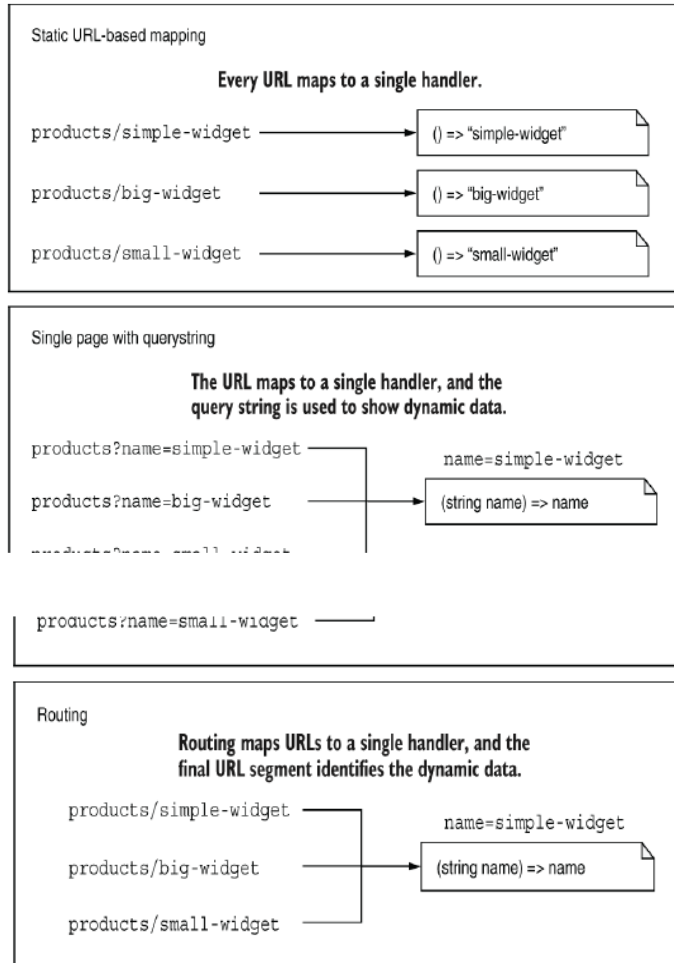 Static URL-based mapping
Every URL maps to a single handler.
products/simple-widget
() => “simple-widget”
products/big-widget
() => “big-widget”
products/small-widget
() => “small-widget”
Single page with querystring
The URL maps to a single handler, and the
query string is used to show dynamic data.
products?name=simple-widget
name=simple-widget
products?name=big-widget
(string name) => name
products?name=small-widget
products?name=small-widget
Routing
Routing maps URLs to a single handler, and the
final URL segment identifies the dynamic data.
products/simple-widget
name=simple-widget
products/big-widget
(string name) => name
products/small-widget